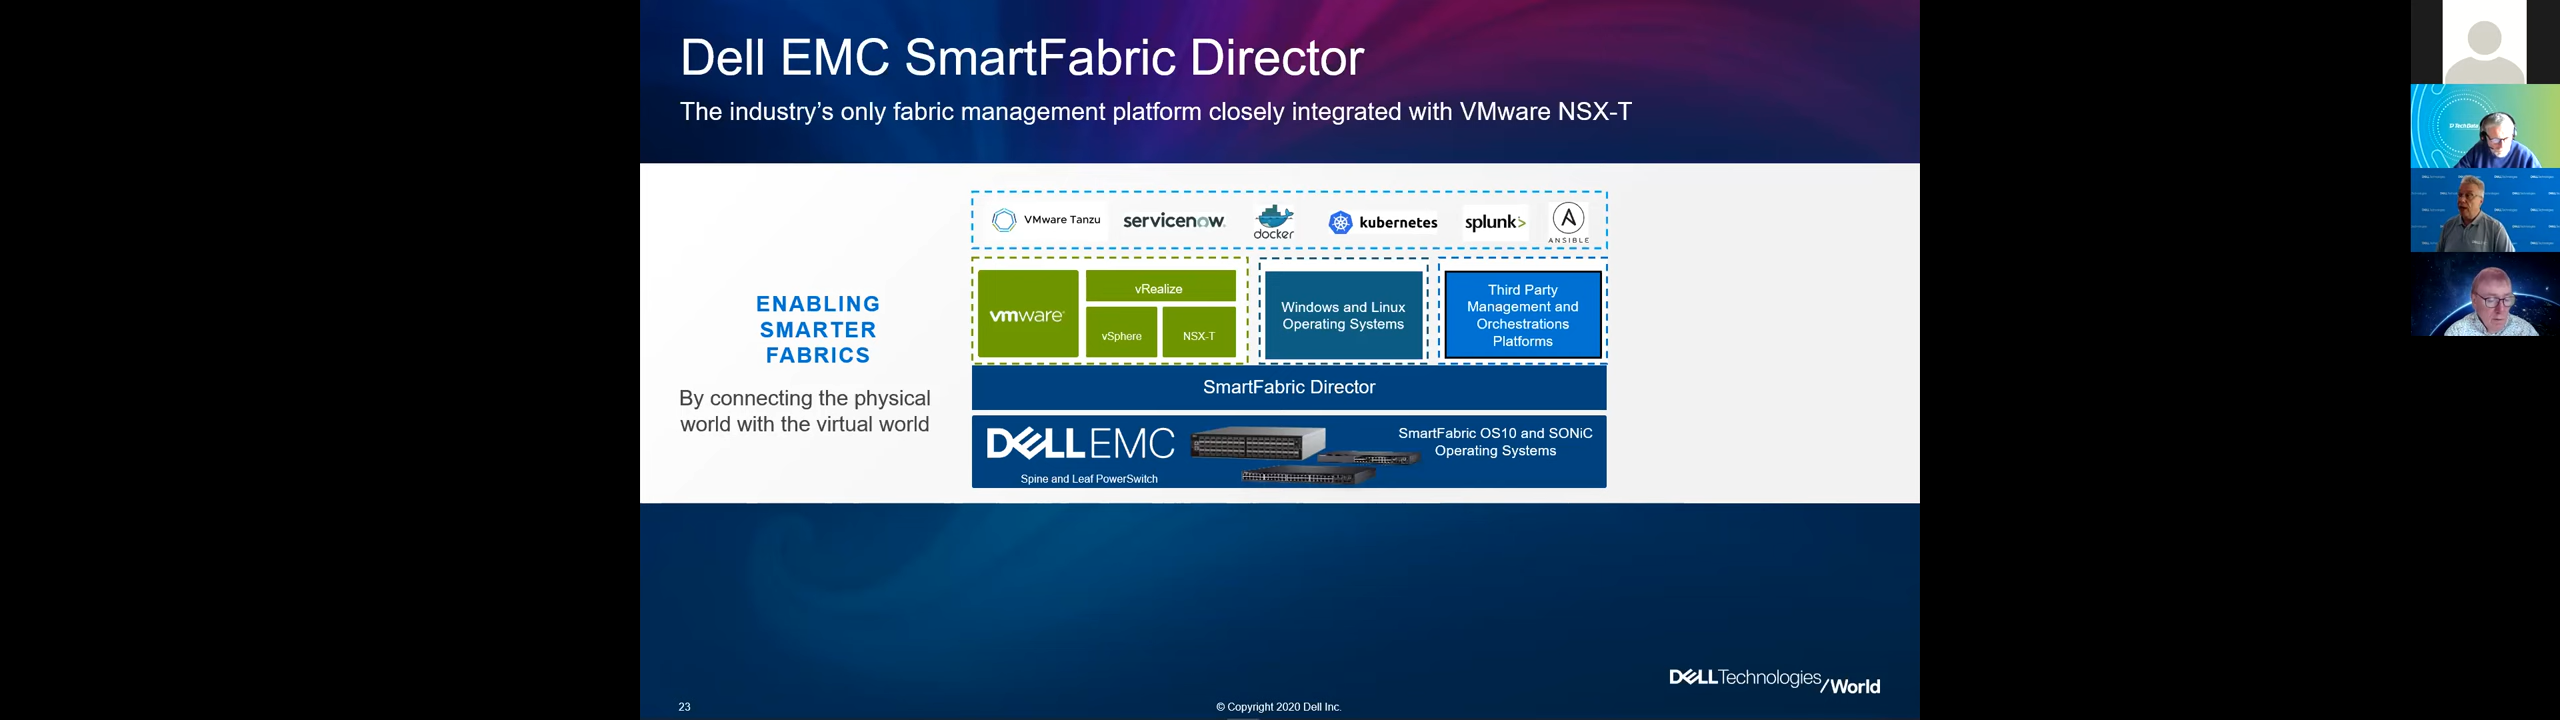 Dell EMC SmartFabric Director
The industry's only fabric management platform closely integrated with VMware NSX-T
VMware Tanzu
servicenow
docker
kubernetes
splunk>
ANSIBLE
ENABLING
SMARTER
FABRICS
By connecting the physical
world with the virtual world
vmware
vRealize
vSphere
NSX-T
Windows and Linux
Operating Systems
Third Party
Management and
Orchestrations
Platforms
SmartFabric Director
DELLEMC
Spine and Leaf PowerSwitch
SmartFabric OS10 and SONiC
Operating Systems
DELLTechnologies/World
23
© Copyright 2020 Dell Inc.
Tech Data